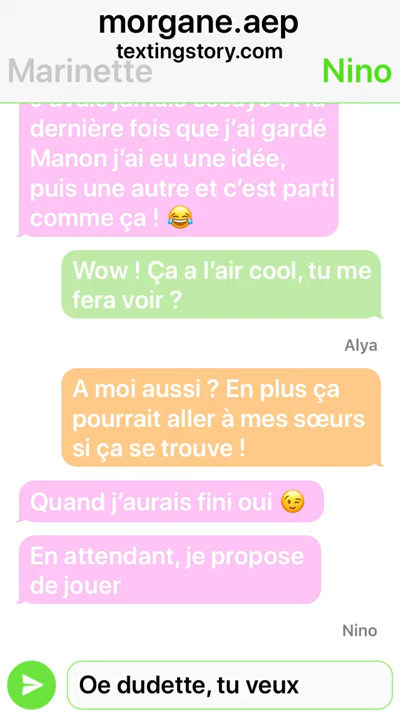 morgane.aep
textingstory.com
Marinette
Nino
dernière fois que j’ai gardé
Manon j’ai eu une idée,
puis une autre et c’est parti
comme ça ! 😂
Wow ! Ça a l’air cool, tu me
fera voir ?
Alya
A moi aussi ? En plus ça
pourrait aller à mes sœurs
si ça se trouve !
Quand j’aurais fini oui 😉
En attendant, je propose
de jouer
Nino
Oe dudette, tu veux